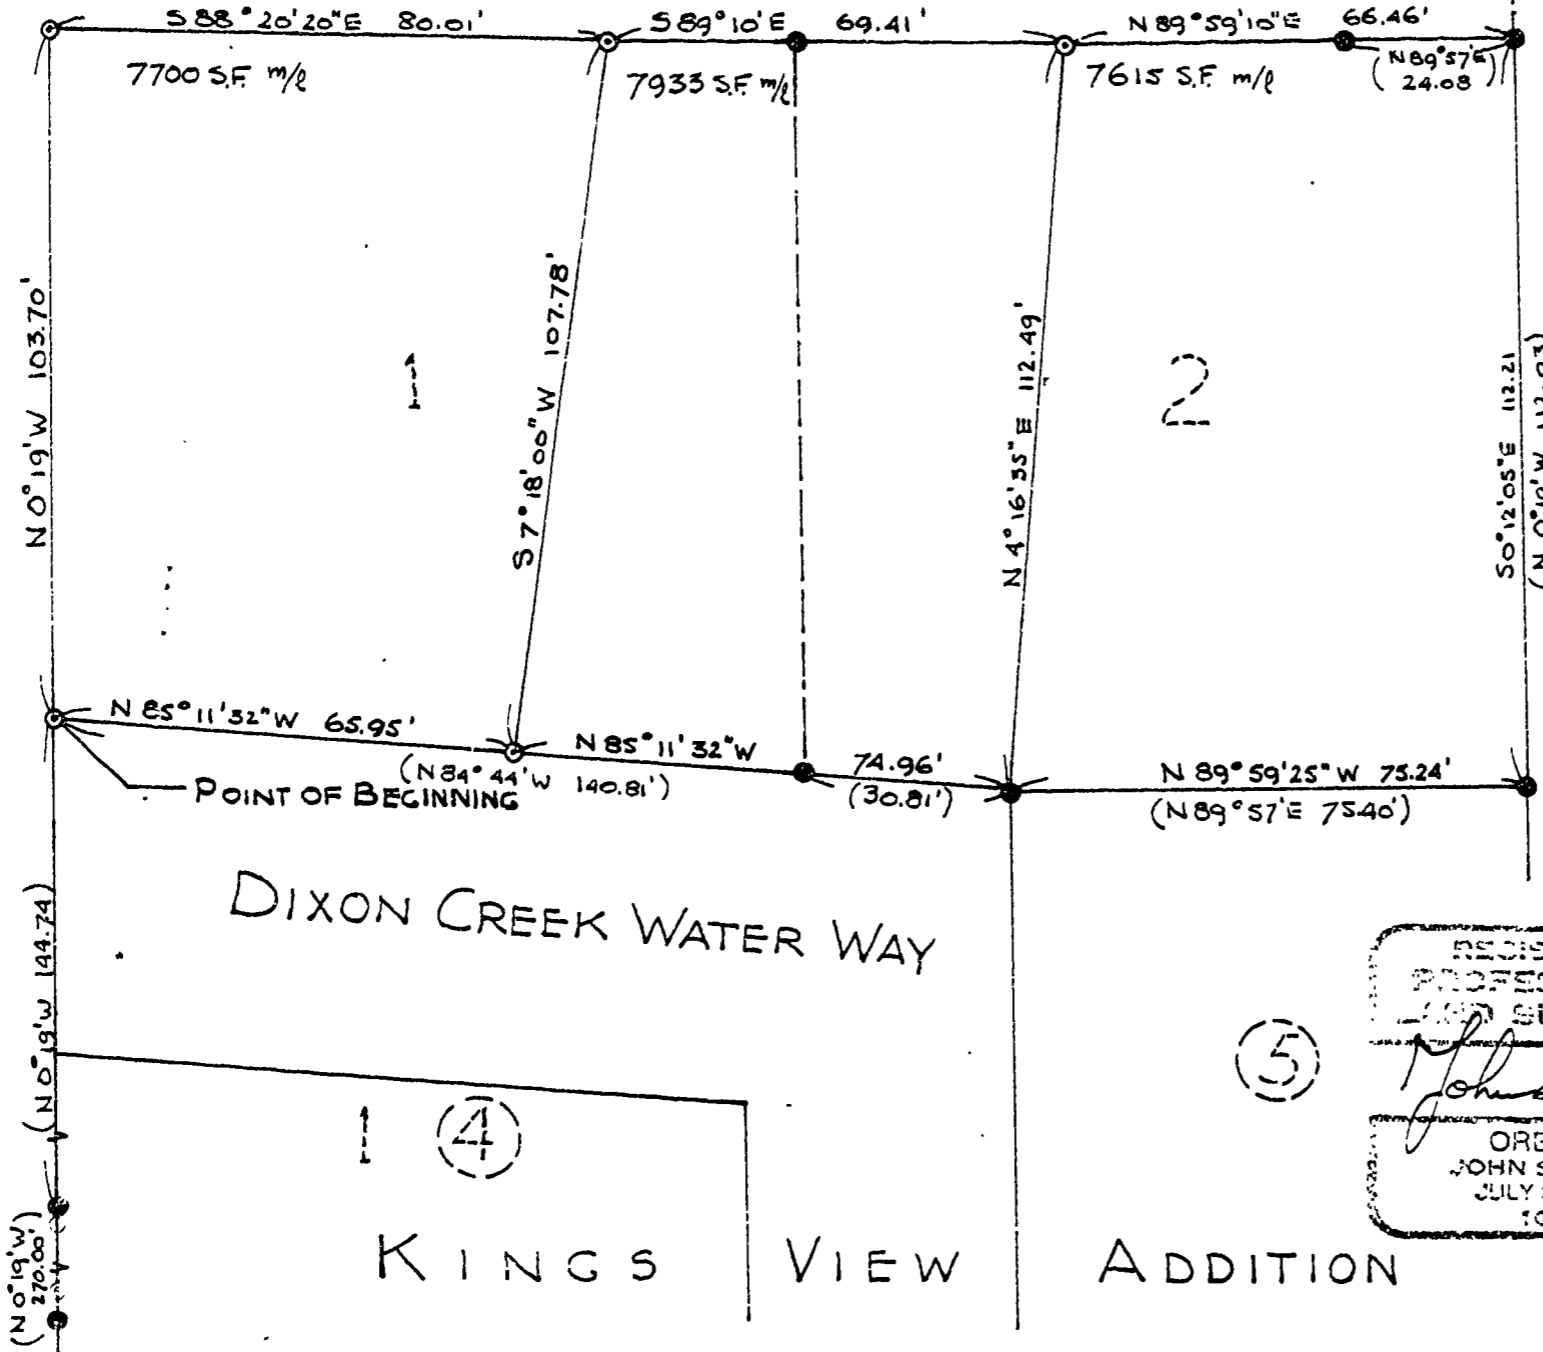 S 88°20'20"E 80.01'
S 89°10'E 69.41'
N 89°59'10"E 66.46'
(N 89°57'E)
24.08
7700 S.F. m/l
7933 S.F. m/l
7615 S.F. m/l
N 0°19'W 103.70'
S 7°18'00"W 107.78'
N 4°16'35"E 112.49'
S 0°12'05"E 112.21
1
2
N 85°11'32"W 65.95'
N 85°11'32"W 74.96'
(N 84°44'W 140.81')
(30.81')
N 89°59'25"W 75.24'
(N 89°57'E 75.40')
POINT OF BEGINNING
DIXON CREEK WATER WAY
(N 0°19'W 144.74)
1 4
5
JOHN S
JULY
KINGS VIEW ADDITION
(N 0°19'W)
270.00'